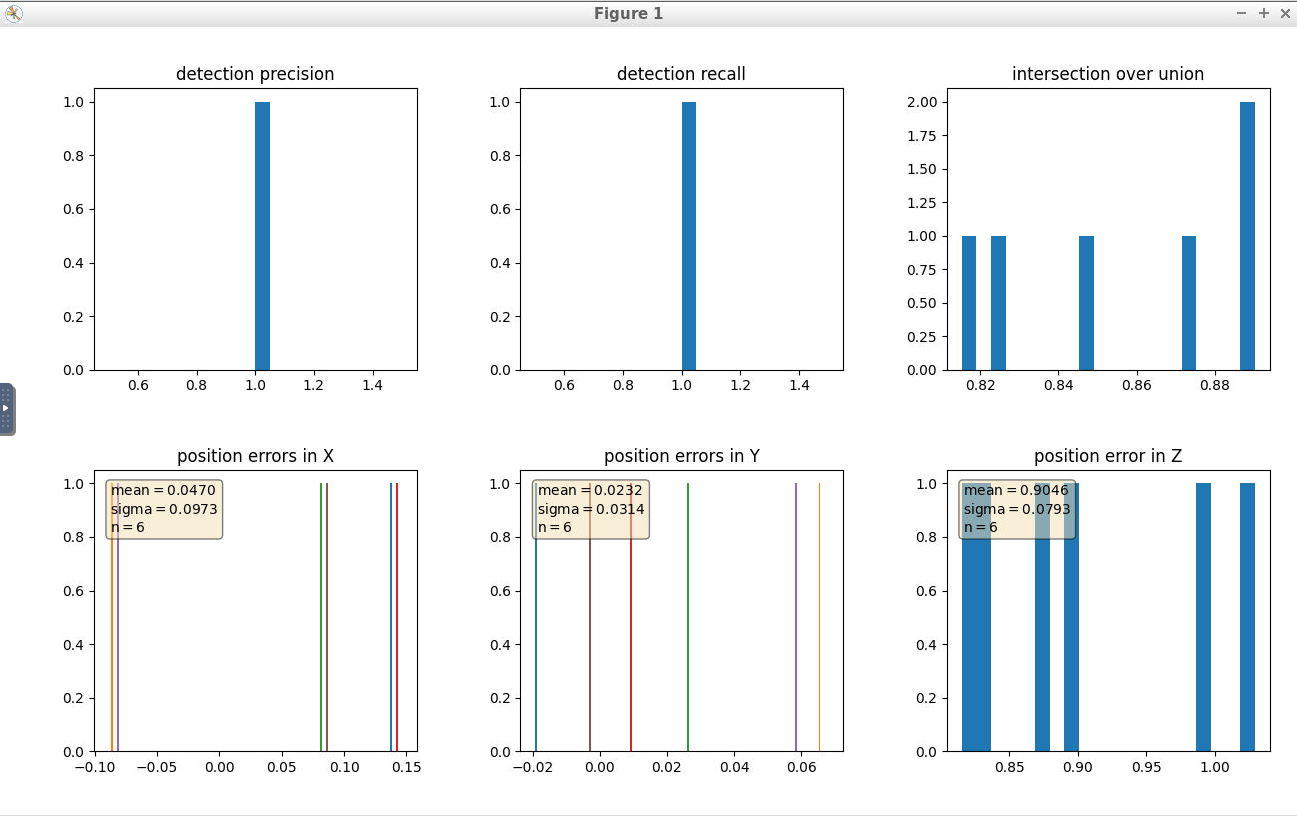 Figure 1
detection precision
1.0
0.8
0.6
0.4
0.2
0.0
0.6 0.8 1.0 1.2 1.4
detection recall
1.0
0.8
0.6
0.4
0.2
0.0
0.6 0.8 1.0 1.2 1.4
intersection over union
2.00
1.75
1.50
1.25
1.00
0.75
0.50
0.25
0.00
0.82 0.84 0.86 0.88
position errors in X
mean = 0.0470
sigma = 0.0973
n = 6
1.0
0.8
0.6
0.4
0.2
0.0
−0.10 −0.05 0.00 0.05 0.10 0.15
position errors in Y
mean = 0.0232
sigma = 0.0314
n = 6
1.0
0.8
0.6
0.4
0.2
0.0
−0.02 0.00 0.02 0.04 0.06
position error in Z
mean = 0.9046
sigma = 0.0793
n = 6
1.0
0.8
0.6
0.4
0.2
0.0
0.85 0.90 0.95 1.00